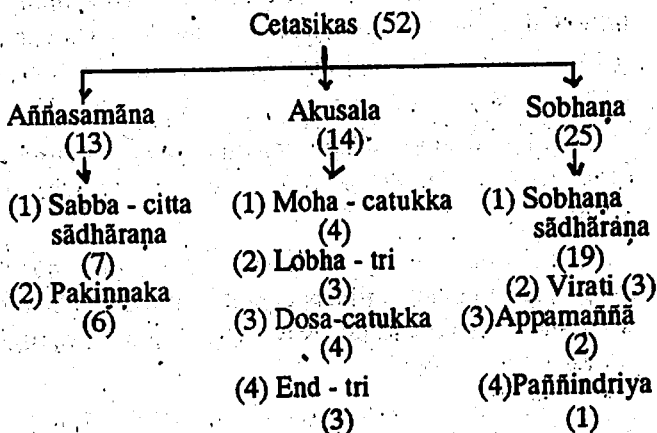 Cetasikas (52)
Aññasamāna
(13)
(1) Sabba - citta
sādhāraṇa
(7)
(2) Pakiṇṇaka
(6)
Akusala
(14)
(1) Moha - catukka
(4)
(2) Lobha - tri
(3)
(3) Dosa-catukka
(4)
(4) End - tri
(3)
Sobhaṇa
(25)
(1) Sobhaṇa
sādhāraṇa
(19)
(2) Virati (3)
(3)Appamaññā
(2)
(4)Paññindriya
(1)